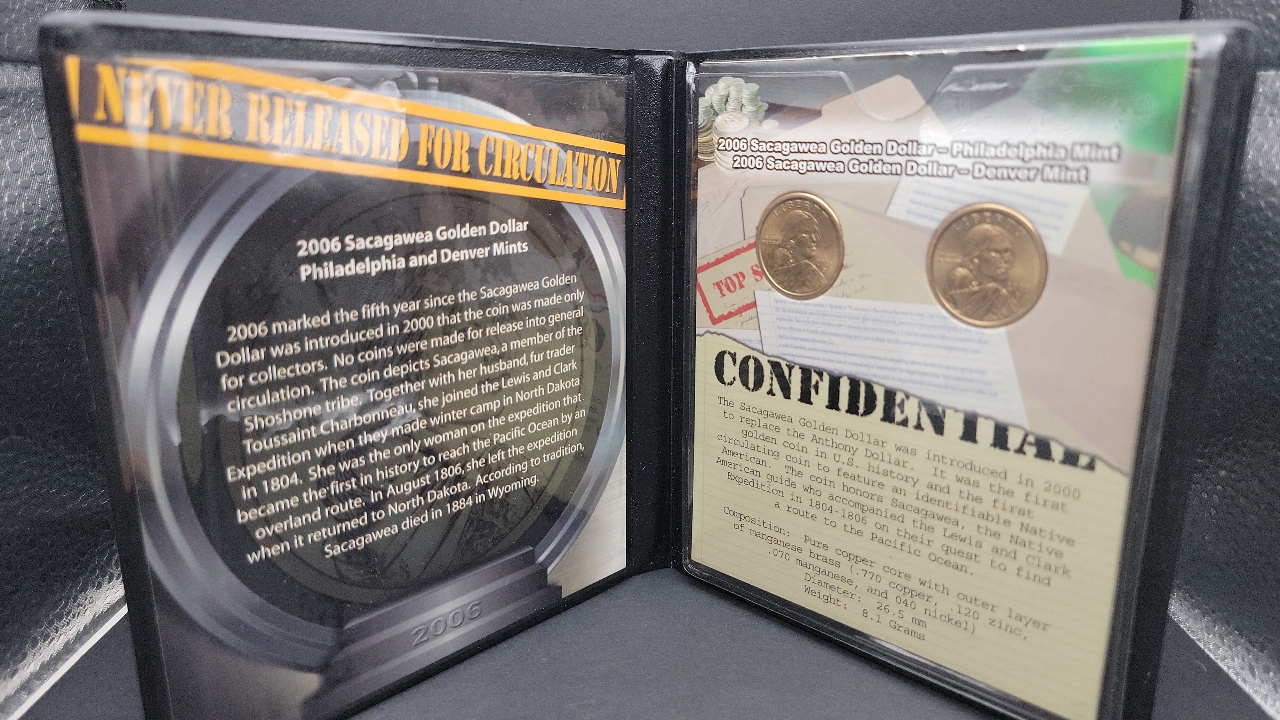 NEVER RELEASED FOR CIRCULATION
2006 Sacagawea Golden Dollar
Philadelphia and Denver Mints
2006 marked the fifth year since the Sacagawea Golden
Dollar was introduced in 2000 that the coin was made only
for collectors. No coins were made for release into general
circulation. The coin depicts Sacagawea, a member of the
Shoshone tribe. Together with her husband, fur trader
Toussaint Charbonneau, she joined the Lewis and Clark
Expedition when they made winter camp in North Dakota
in 1804. She was the only woman on the expedition that
became the first in history to reach the Pacific Ocean by an
overland route. In August 1806, she left the expedition
when it returned to North Dakota. According to tradition,
Sacagawea died in 1884 in Wyoming.
2006
2006 Sacagawea Golden Dollar – Philadelphia Mint
2006 Sacagawea Golden Dollar – Denver Mint
LIBERTY
LIBERTY
TOP S
CONFIDENTIAL
The Sacagawea Golden Dollar was introduced in 2000
to replace the Anthony Dollar. It was the first
golden coin in U.S. history and the first
circulating coin to feature an identifiable Native
American. The coin honors Sacagawea, the Native
American guide who accompanied the Lewis and Clark
Expedition in 1804-1806 on their quest to find
a route to the Pacific Ocean.
Composition: Pure copper core with outer layer
of manganese brass (.770 copper, .120 zinc,
.070 manganese, and 040 nickel)
Diameter: 26.5 mm
Weight: 8.1 Grams